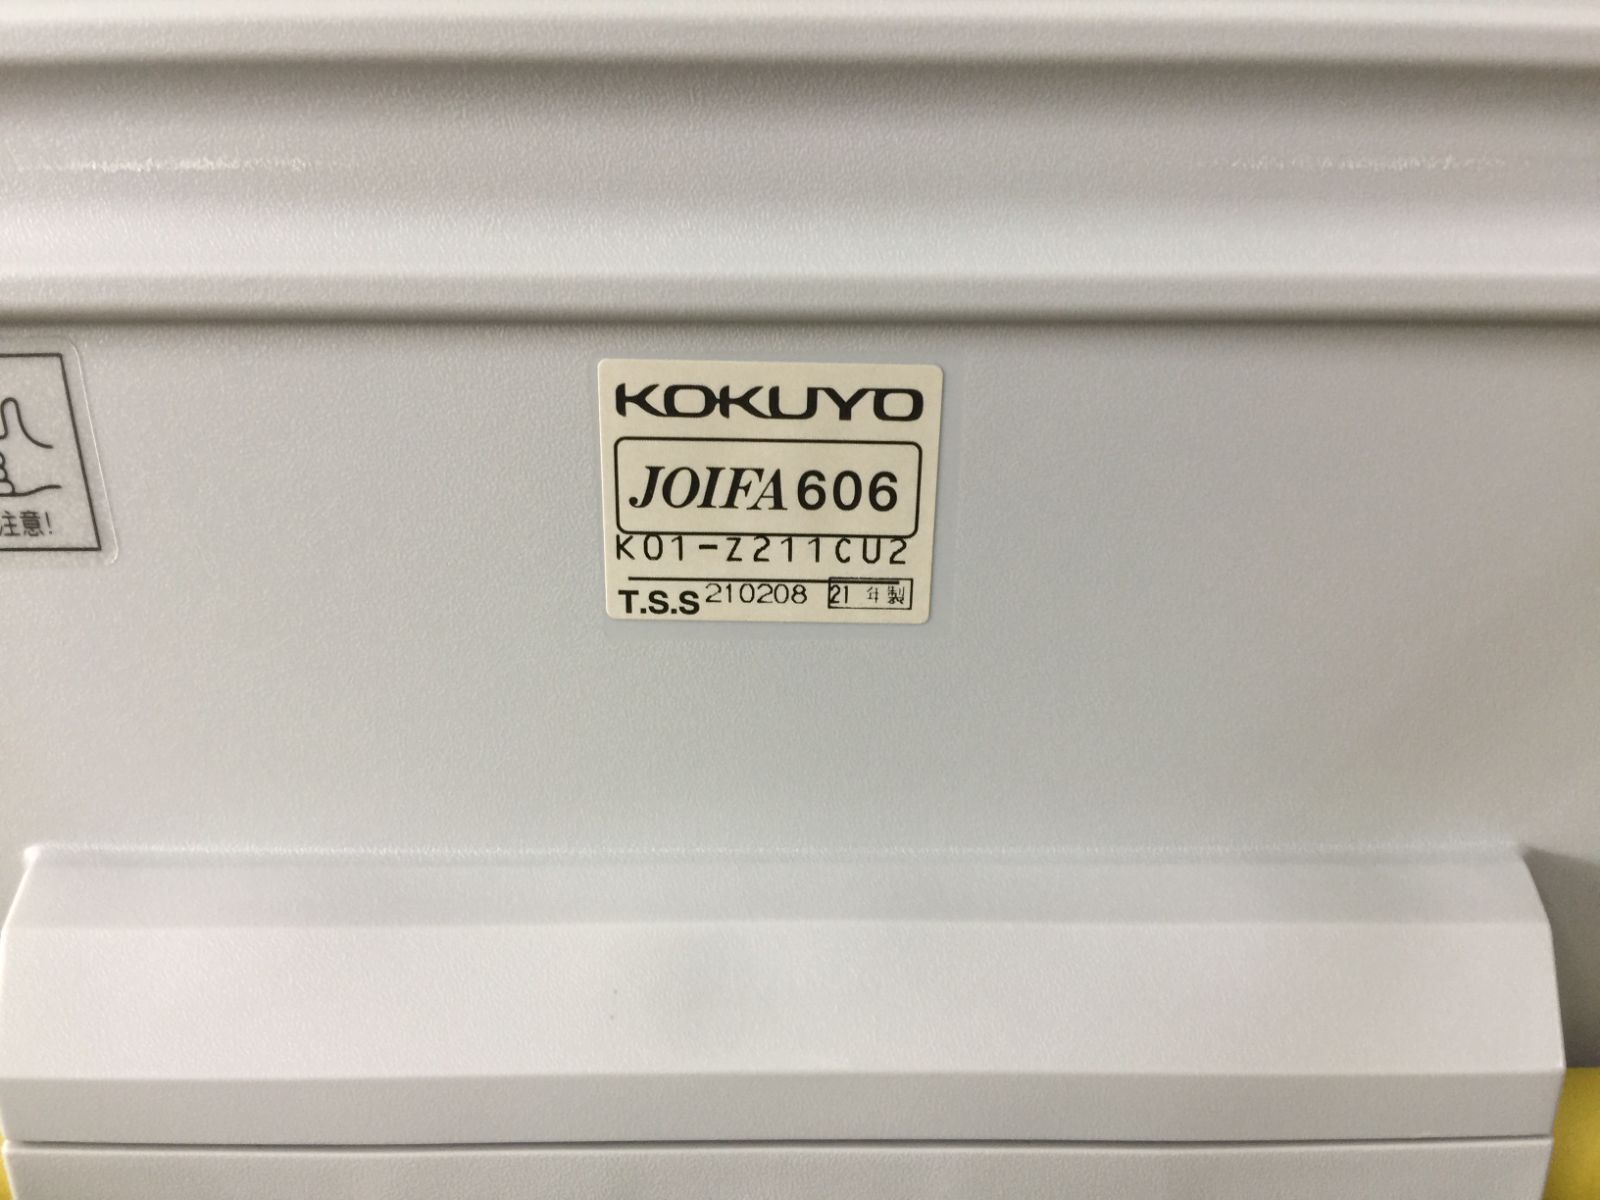 KOKUYO
JOIFA606
K01-Z211CU2
T.S.S 210208 21 年製
注意!